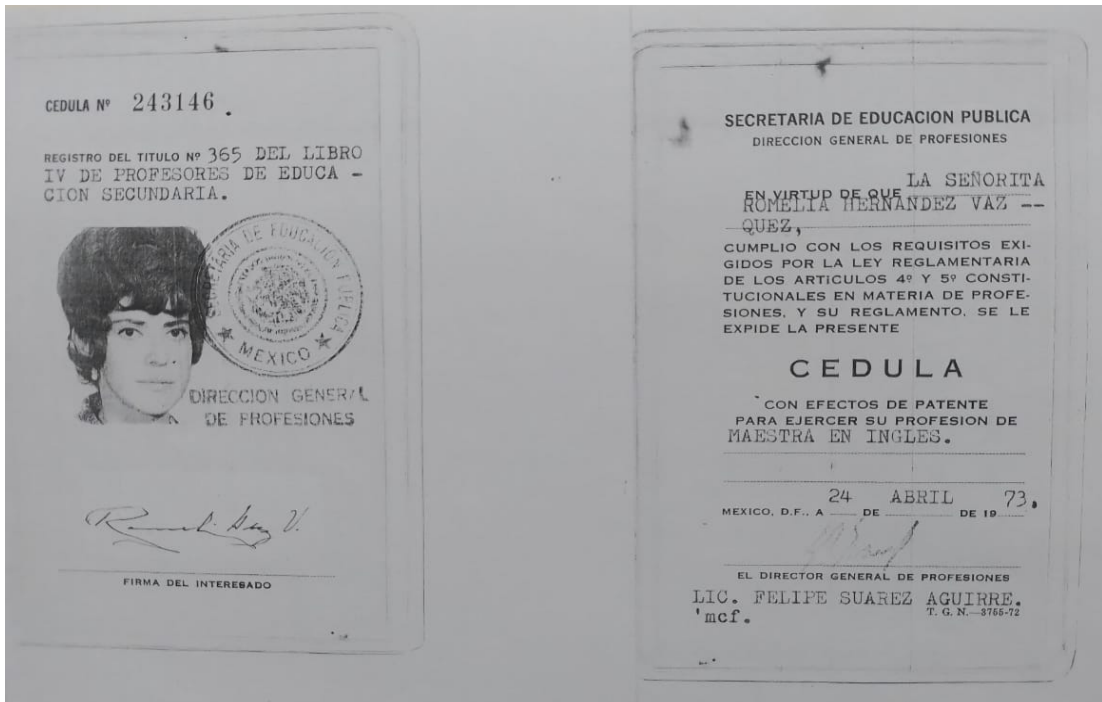 CEDULA Nº 243146.
REGISTRO DEL TITULO Nº 365 DEL LIBRO
IV DE PROFESORES DE EDUCA -
CION SECUNDARIA.
SECRETARIA DE EDUCACION PUBLICA
MEXICO
DIRECCION GENERAL
DE PROFESIONES
FIRMA DEL INTERESADO
SECRETARIA DE EDUCACION PUBLICA
DIRECCION GENERAL DE PROFESIONES
EN VIRTUD DE QUE LA SEÑORITA
ROMELIA HERNANDEZ VAZ --
QUEZ,
CUMPLIO CON LOS REQUISITOS EXI-
GIDOS POR LA LEY REGLAMENTARIA
DE LOS ARTICULOS 4º Y 5º CONSTI-
TUCIONALES EN MATERIA DE PROFE-
SIONES, Y SU REGLAMENTO, SE LE
EXPIDE LA PRESENTE
CEDULA
CON EFECTOS DE PATENTE
PARA EJERCER SU PROFESION DE
MAESTRA EN INGLES.
MEXICO, D.F., A 24 DE ABRIL DE 1973.
EL DIRECTOR GENERAL DE PROFESIONES
LIC. FELIPE SUAREZ AGUIRRE.
'mcf. T. G. N.—3765-72